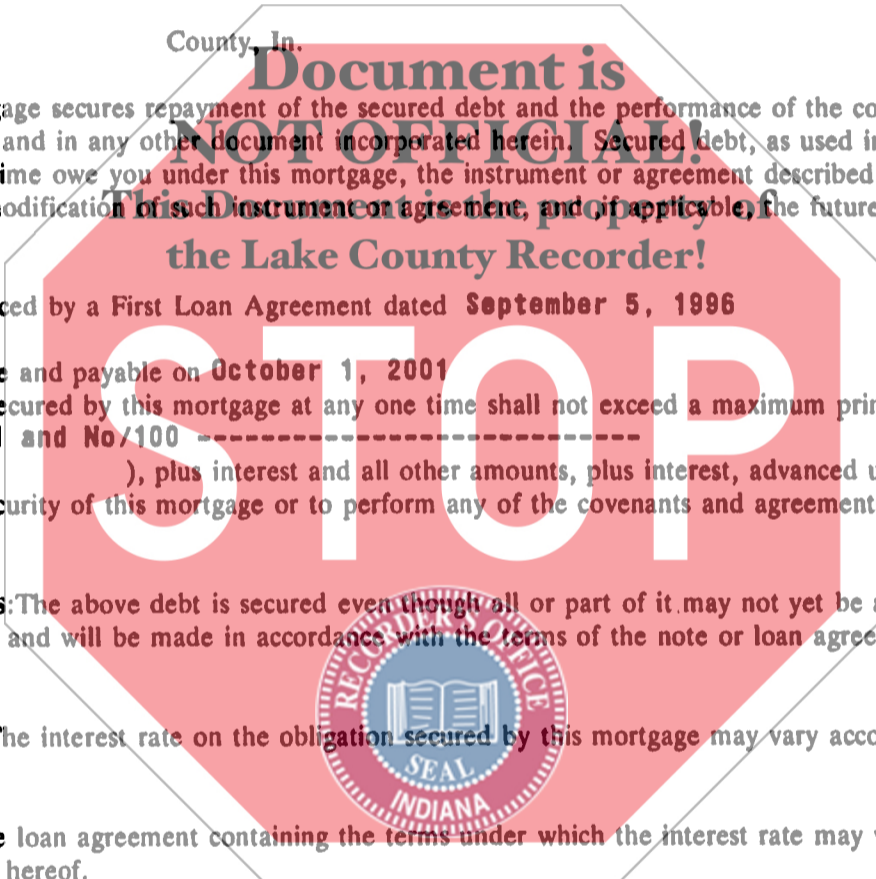 County, In.
Document is
age secures repayment of the secured debt and the performance of the co
and in any other document incorporated herein. Secured debt, as used in
NOT OFFICIAL!
ime owe you under this mortgage, the instrument or agreement described
odification of such instrument or agreement, and ,if applicable, the future
This Document is the property of
the Lake County Recorder!
ced by a First Loan Agreement dated September 5, 1996
STOP
e and payable on October 1, 2001
ecured by this mortgage at any one time shall not exceed a maximum prin
and No/100 --------------------------------
), plus interest and all other amounts, plus interest, advanced u
curity of this mortgage or to perform any of the covenants and agreement
s:The above debt is secured even though all or part of it may not yet be a
and will be made in accordance with the terms of the note or loan agree
RECORDER'S OFFICE
he interest rate on the obligation secured by this mortgage may vary acco
SEAL
INDIANA
e loan agreement containing the terms under which the interest rate may v
hereof.